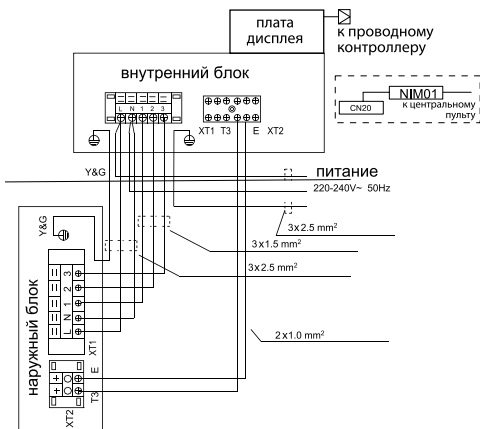 плата
дисплея
к проводному
контроллеру
внутренний блок
NIM01
CN20
к центральному
пульту
L N 1 2 3
XT1 T3 E XT2
Y&G
питание
220-240V~ 50Hz
Y&G
3x2.5 mm²
3x1.5 mm²
3x2.5 mm²
наружный блок
3
2
1
N
L
XT1
2x1.0 mm²
E
T3
XT2